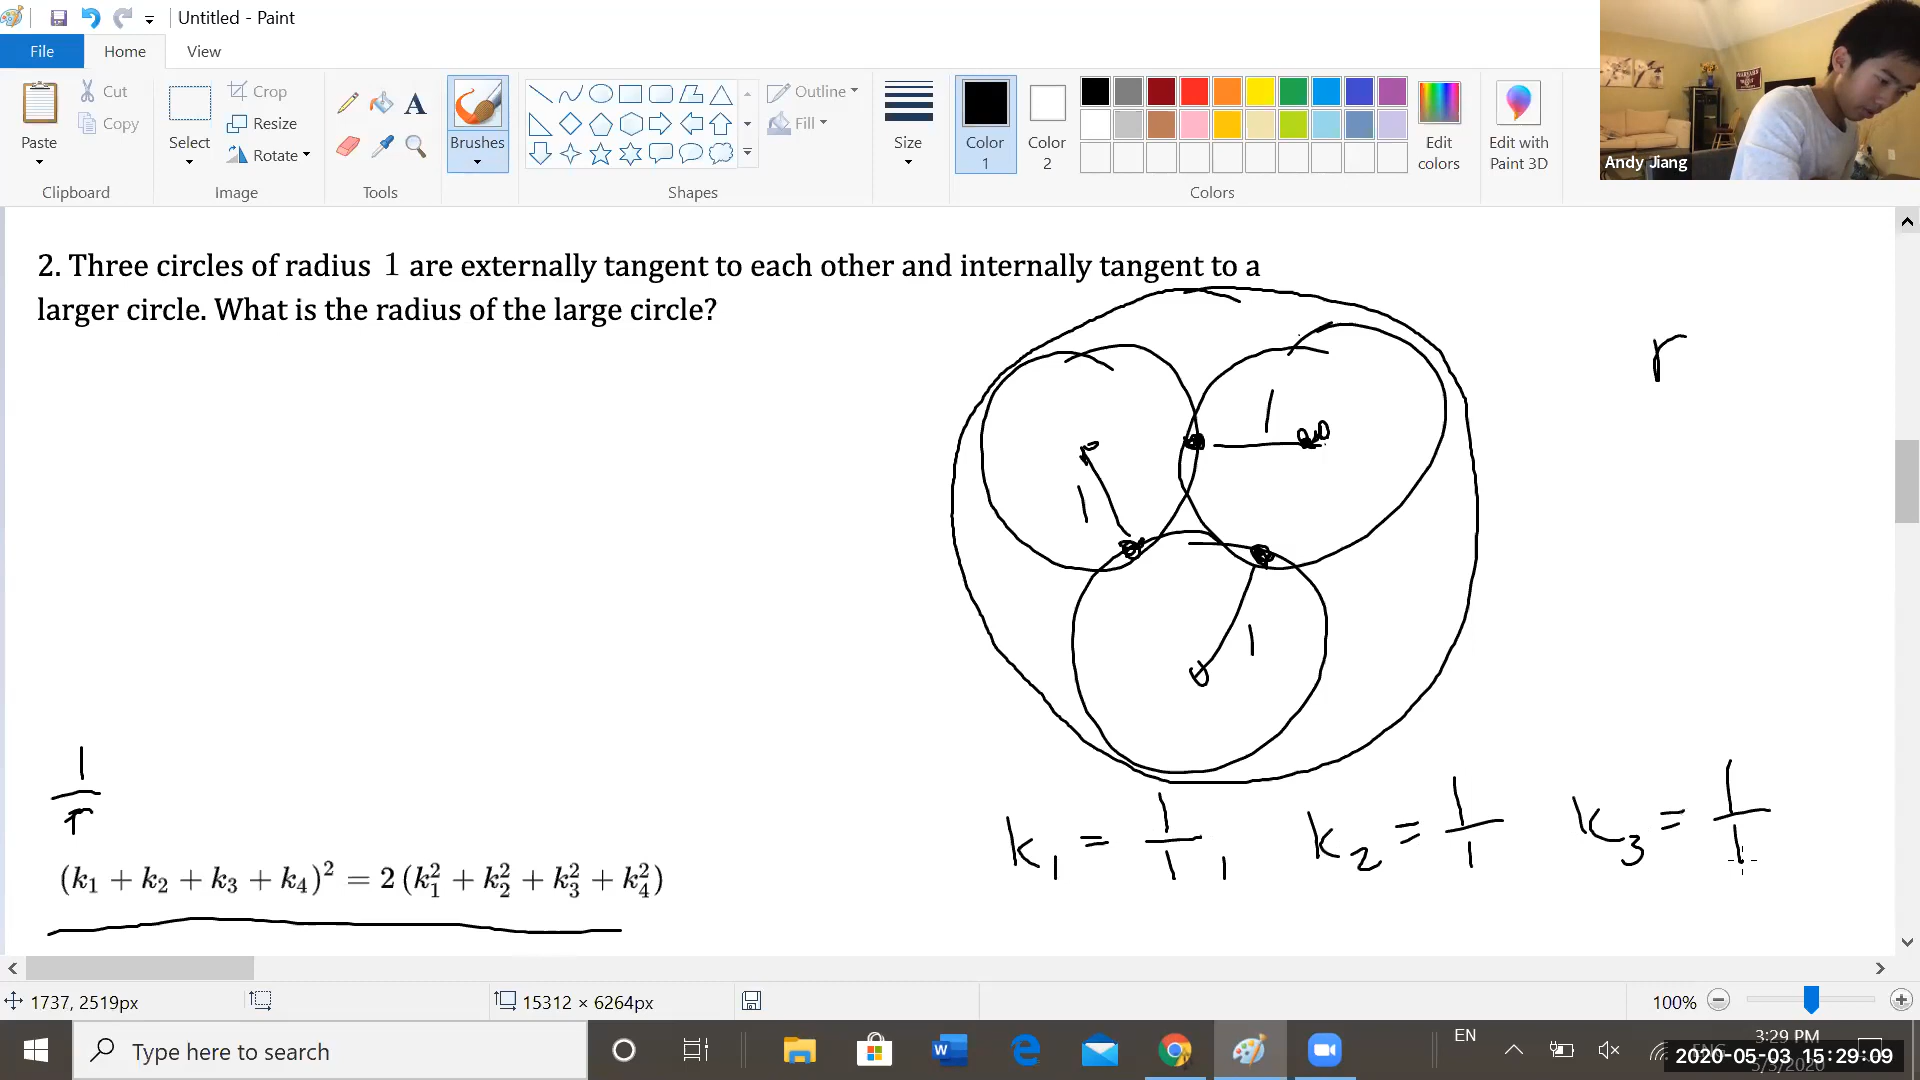 Untitled - Paint
File Home View
Paste
Cut
Copy
Clipboard
Select
Crop
Resize
Rotate
Image
A
Tools
Brushes
Outline
Fill
Shapes
Size
Color 1
Color 2
Edit colors
Colors
Edit with Paint 3D
Andy Jiang
2. Three circles of radius 1 are externally tangent to each other and internally tangent to a
larger circle. What is the radius of the large circle?
r
1
1
1
1/r
k₁ = 1/1, k₂ = 1/1 k₃ = 1/1
(k₁ + k₂ + k₃ + k₄)² = 2 (k₁² + k₂² + k₃² + k₄²)
1737, 2519px
15312 × 6264px
100%
Type here to search
EN
3:29 PM
2020-05-03 15:29:09